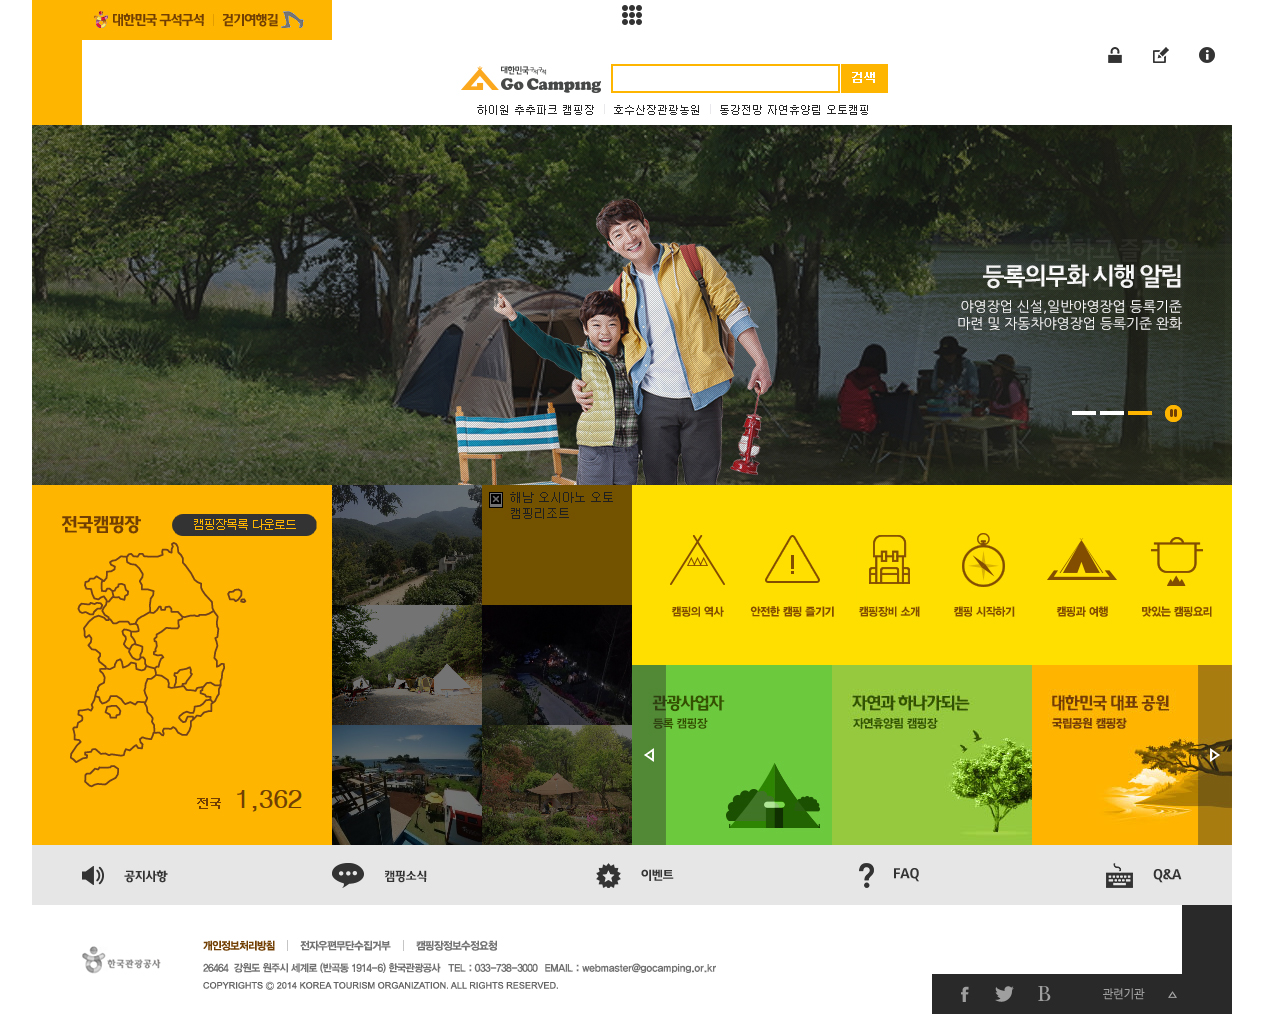 대한민국 구석구석
걷기여행길
대한민국 구석구석
Go Camping
검색
하이원 추추파크 캠핑장
호수산장관광농원
동강전망 자연휴양림 오토캠핑
안전하고 즐거운
등록의무화 시행 알림
야영장업 신설,일반야영장업 등록기준
마련 및 자동차야영장업 등록기준 완화
전국캠핑장
캠핑장목록 다운로드
전국 1,362
해남 오시마노 오토
캠핑리조트
캠핑의 역사
안전한 캠핑 즐기기
캠핑장비 소개
캠핑 시작하기
캠핑과 여행
맛있는 캠핑요리
관광사업자
등록 캠핑장
자연과 하나가되는
자연휴양림 캠핑장
대한민국 대표 공원
국립공원 캠핑장
공지사항
캠핑소식
이벤트
FAQ
Q&A
한국관광공사
개인정보처리방침
전자우편무단수집거부
캠핑장정보수정요청
26464 강원도 원주시 세계로 (반곡동 1914-6) 한국관광공사 TEL : 033-738-3000 EMAIL : webmaster@gocamping.or.kr
COPYRIGHTS © 2014 KOREA TOURISM ORGANIZATION. ALL RIGHTS RESERVED.
관련기관